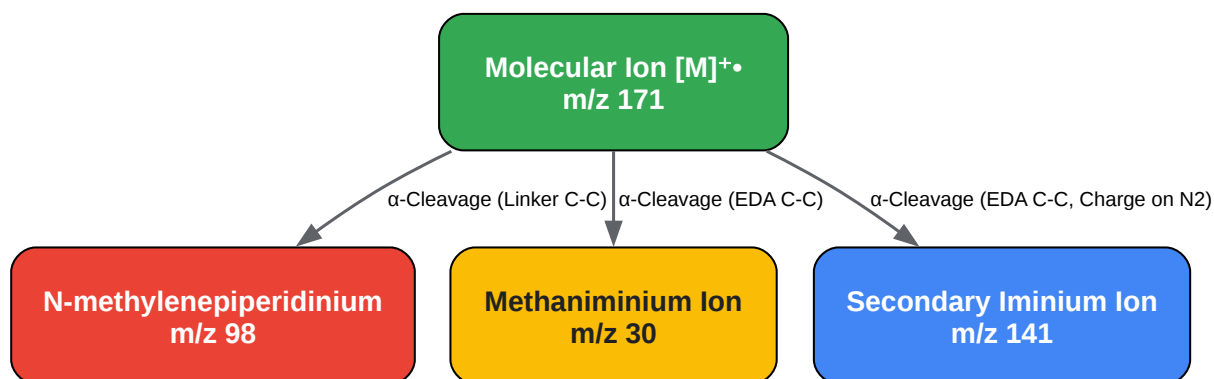 Molecular Ion [M]⁺•
m/z 171
α-Cleavage (Linker C-C)
α-Cleavage (EDA C-C)
α-Cleavage (EDA C-C, Charge on N2)
N-methylenepiperidinium
m/z 98
Methaniminium Ion
m/z 30
Secondary Iminium Ion
m/z 141